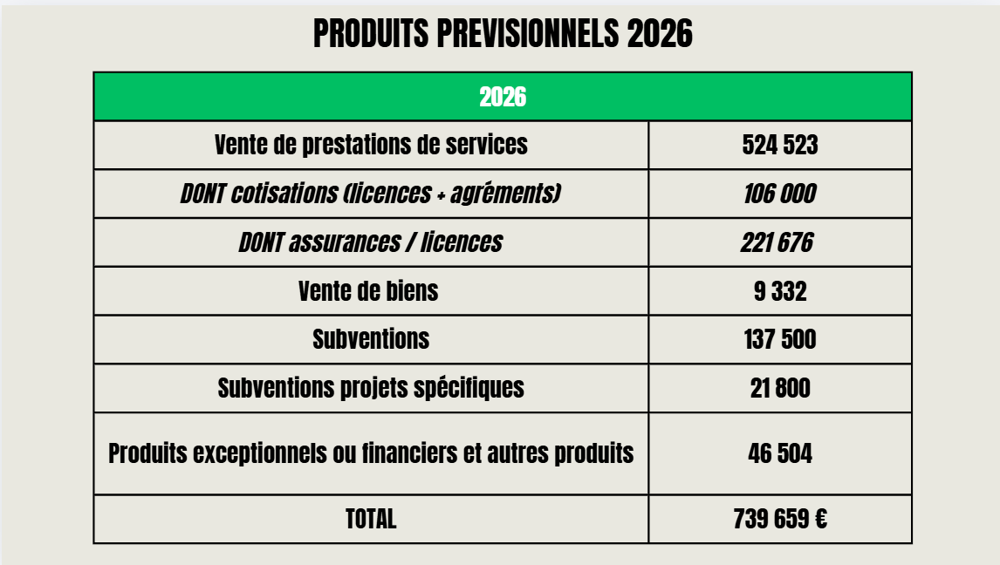 PRODUITS PREVISIONNELS 2026
2026
Vente de prestations de services 524 523
DONT cotisations (licences + agréments) 106 000
DONT assurances / licences 221 676
Vente de biens 9 332
Subventions 137 500
Subventions projets spécifiques 21 800
Produits exceptionnels ou financiers et autres produits 46 504
TOTAL 739 659 €